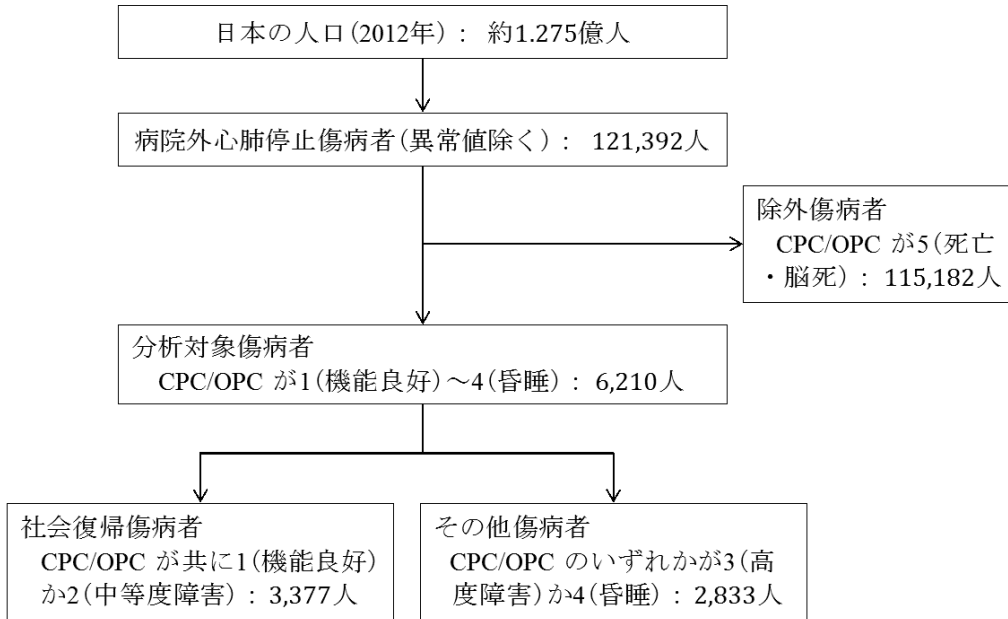 日本の人口(2012年) : 約1.275億人
病院外心肺停止傷病者(異常値除く) : 121,392人
除外傷病者
CPC/OPC が5(死亡
・脳死) : 115,182人
分析対象傷病者
CPC/OPC が1(機能良好)～4(昏睡) : 6,210人
社会復帰傷病者
CPC/OPC が共に1(機能良好)
か2(中等度障害) : 3,377人
その他傷病者
CPC/OPC のいずれかが3(高
度障害)か4(昏睡) : 2,833人